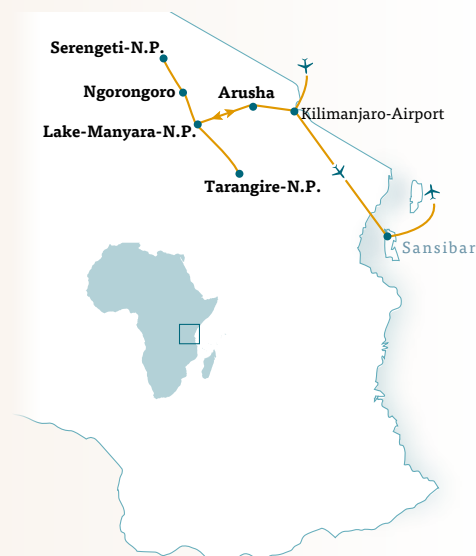 Serengeti-N.P.
Ngorongoro
Arusha
Kilimanjaro-Airport
Lake-Manyara-N.P.
Tarangire-N.P.
Sansibar